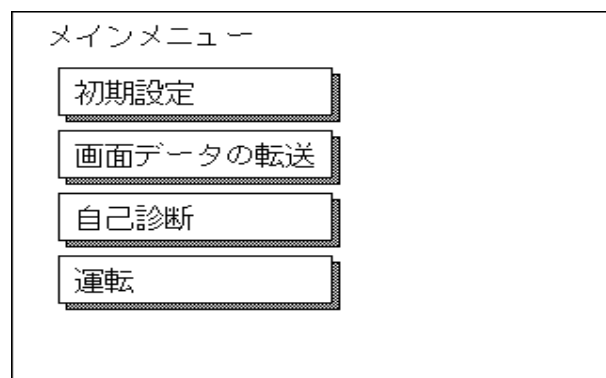 メインメニュー
初期設定
画面データの転送
自己診断
運転